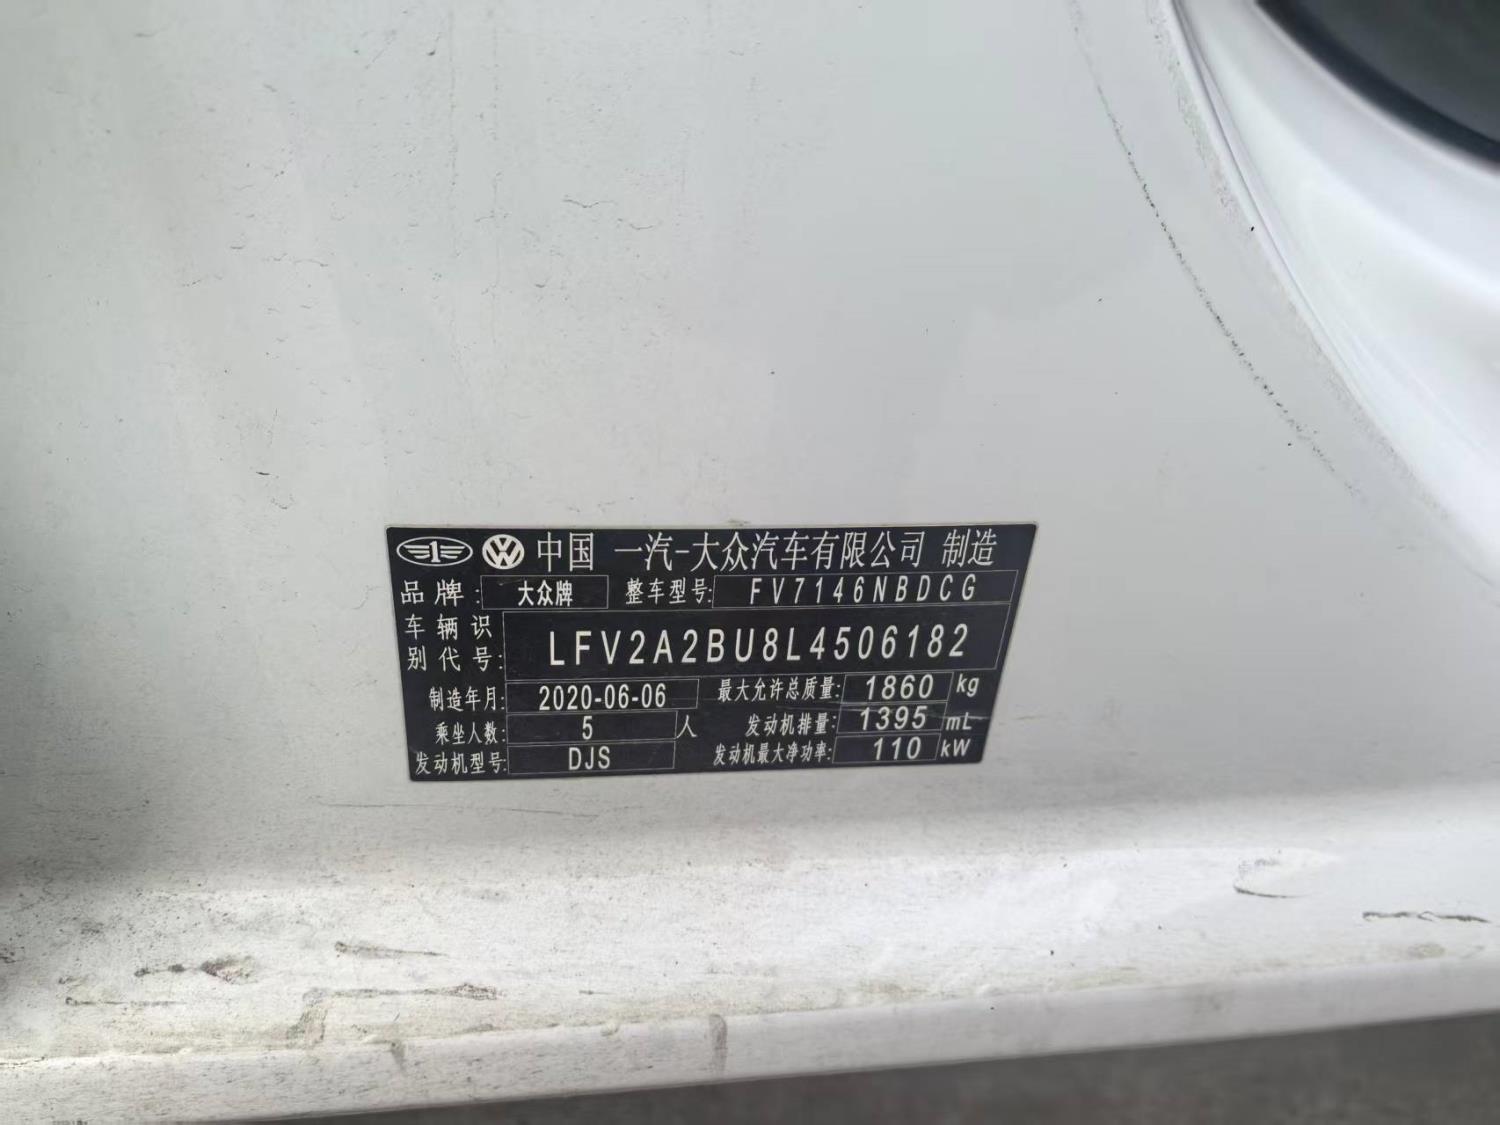 中国 一汽-大众汽车有限公司 制造
品牌: 大众牌 整车型号: FV7146NBDCG
车辆识别代号: LFV2A2BU8L4506182
制造年月: 2020-06-06 最大允许总质量: 1860 kg
乘坐人数: 5 人 发动机排量: 1395 mL
发动机型号: DJS 发动机最大净功率: 110 kW